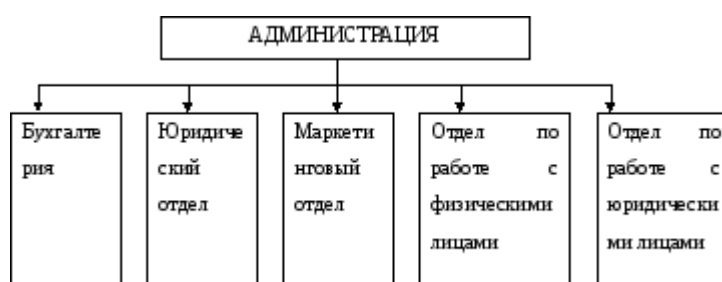 АДМИНИСТРАЦИЯ
Бухгалте
рия
Юридиче
ский
отдел
Маркети
нговый
отдел
Отдел по
работе с
физическими
лицами
Отдел по
работе с
юридически
ми лицами